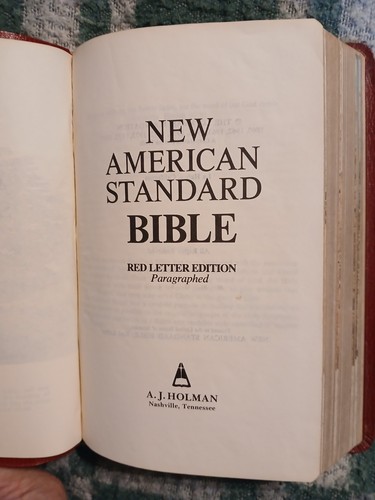 NEW
AMERICAN
STANDARD
BIBLE
RED LETTER EDITION
Paragraphed
A. J. HOLMAN
Nashville, Tennessee